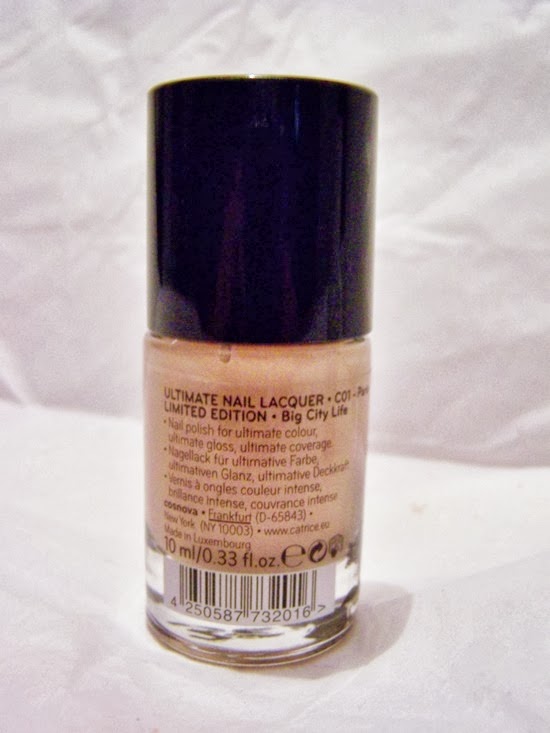 ULTIMATE NAIL LACQUER • C01 -
LIMITED EDITION • Big City Life
• Nail polish for ultimate colour,
ultimate gloss, ultimate coverage.
• Nagellack für ultimative Farbe,
ultimativen Glanz, ultimative Deckkraft
• Vernis à ongles couleur intense,
brillance intense, couvrance intense
cosnova • Frankfurt (D-65843) •
New York (NY 10003) • www.catrice.eu
Made in Luxembourg
10 ml/0.33 fl.oz. e
4 250587 732016 >